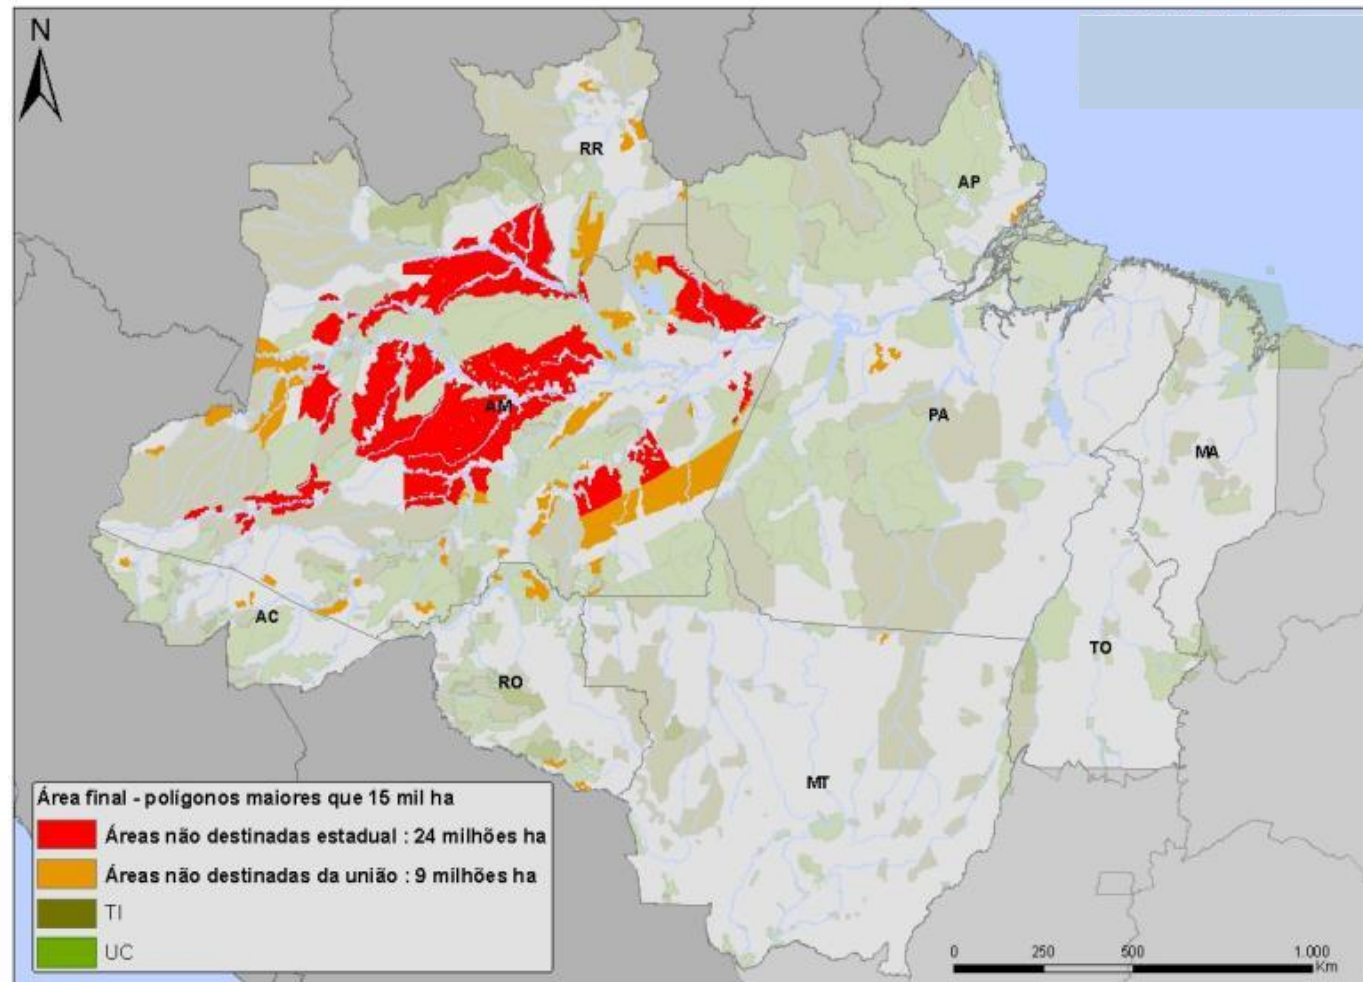 N
RR
AP
AM
PA
MA
AC
TO
RO
MT
Área final - polígonos maiores que 15 mil ha
Áreas não destinadas estadual : 24 milhões ha
Áreas não destinadas da união : 9 milhões ha
TI
UC
0 250 500 1.000
Km